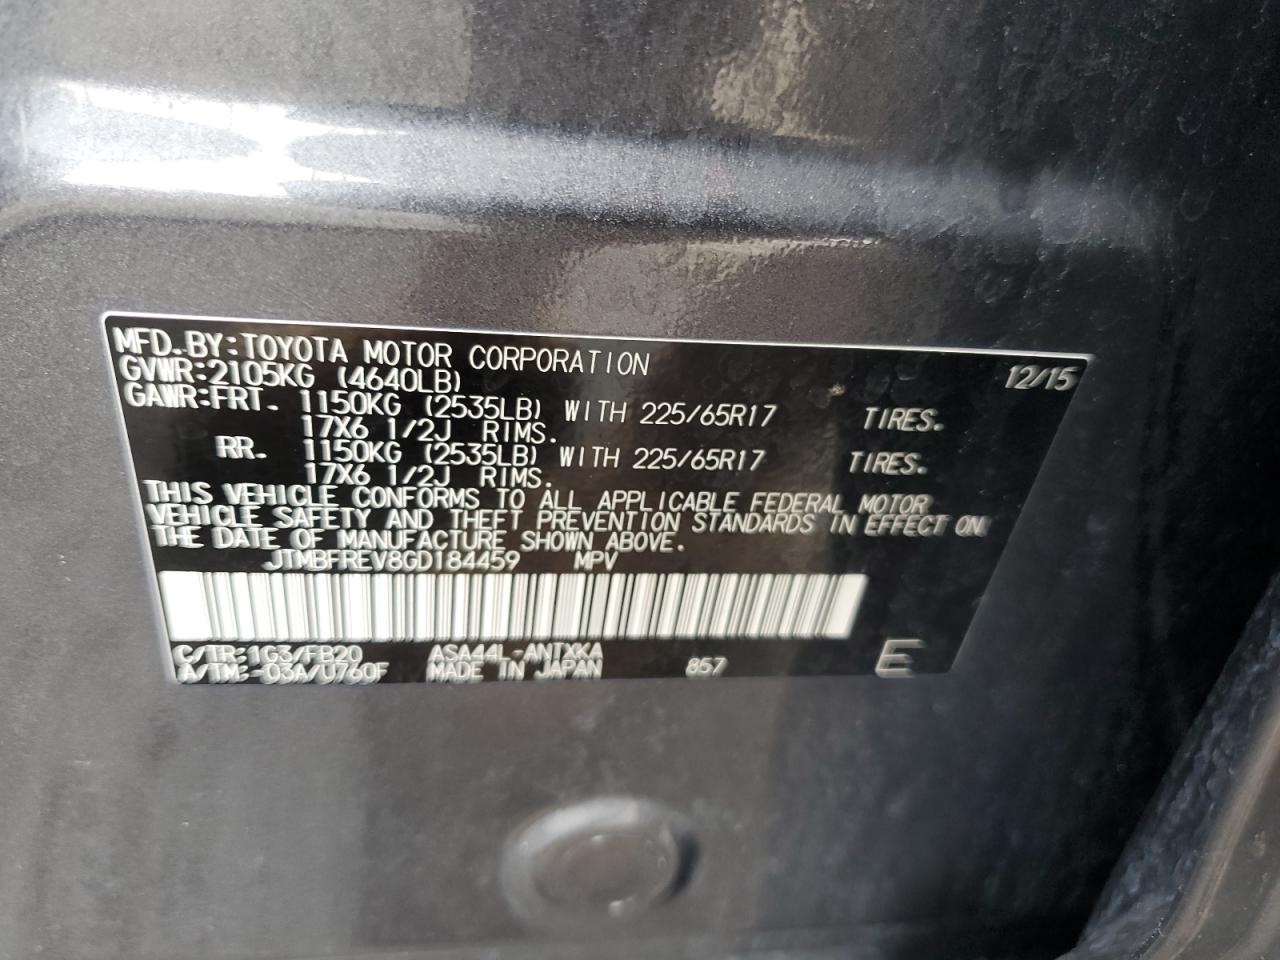 MFD.BY:TOYOTA MOTOR CORPORATION 12/15
GVWR:2105KG (4640LB)
GAWR:FRT. 1150KG (2535LB) WITH 225/65R17 TIRES.
17X6 1/2J RIMS.
RR. 1150KG (2535LB) WITH 225/65R17 TIRES.
17X6 1/2J RIMS.
THIS VEHICLE CONFORMS TO ALL APPLICABLE FEDERAL MOTOR
VEHICLE SAFETY AND THEFT PREVENTION STANDARDS IN EFFECT ON
THE DATE OF MANUFACTURE SHOWN ABOVE.
JTMBFREV8GD184459 MPV
C/TR:1G3/FB20 ASA44L-ANTXKA
A/TM:-03A/U760F MADE IN JAPAN 857 E